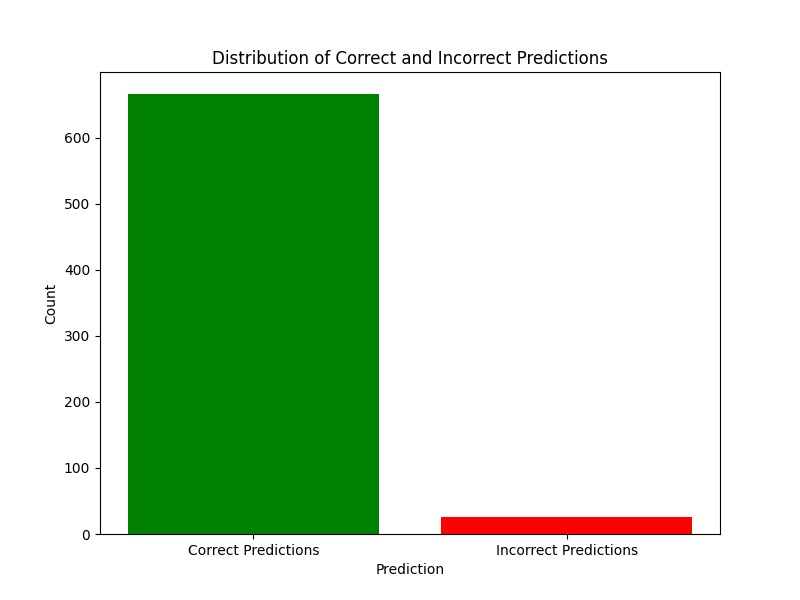 Distribution of Correct and Incorrect Predictions
600
500
400
300
200
100
0
Count
Correct Predictions
Incorrect Predictions
Prediction